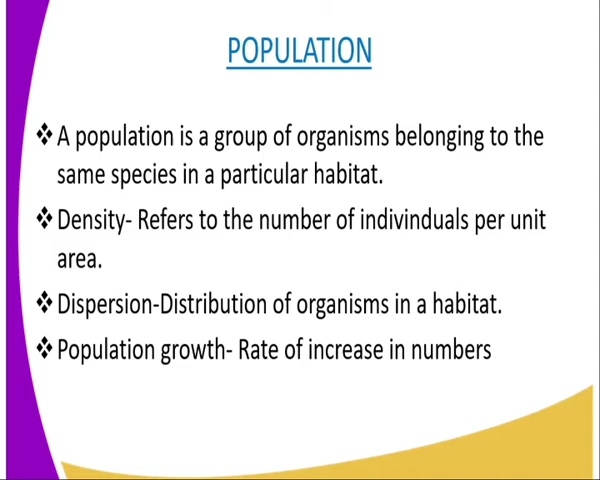 POPULATION
❖ A population is a group of organisms belonging to the
same species in a particular habitat.
❖ Density- Refers to the number of indivinduals per unit
area.
❖ Dispersion-Distribution of organisms in a habitat.
❖ Population growth- Rate of increase in numbers